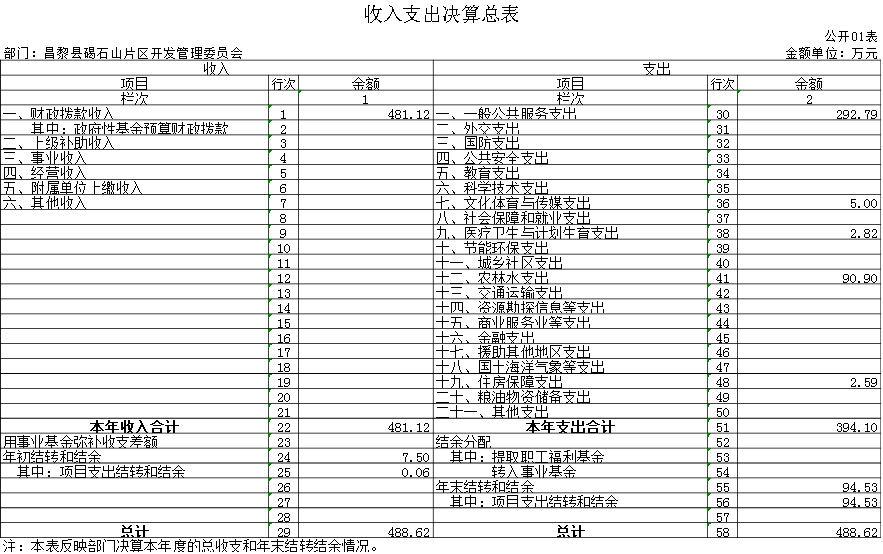 收入支出决算总表
公开01表
部门：昌黎县碣石山片区开发管理委员会 金额单位：万元
收入 支出
项目 行次 金额 项目 行次 金额
栏次 1 栏次 2
一、财政拨款收入 1 481.12 一、一般公共服务支出 30 292.79
其中：政府性基金预算财政拨款 2 二、外交支出 31
二、上级补助收入 3 三、国防支出 32
三、事业收入 4 四、公共安全支出 33
四、经营收入 5 五、教育支出 34
五、附属单位上缴收入 6 六、科学技术支出 35
六、其他收入 7 七、文化体育与传媒支出 36 5.00
8 八、社会保障和就业支出 37
9 九、医疗卫生与计划生育支出 38 2.82
10 十、节能环保支出 39
11 十一、城乡社区支出 40
12 十二、农林水支出 41 90.90
13 十三、交通运输支出 42
14 十四、资源勘探信息等支出 43
15 十五、商业服务业等支出 44
16 十六、金融支出 45
17 十七、援助其他地区支出 46
18 十八、国土海洋气象等支出 47
19 十九、住房保障支出 48 2.59
20 二十、粮油物资储备支出 49
21 二十一、其他支出 50
本年收入合计 22 481.12 本年支出合计 51 394.10
用事业基金弥补收支差额 23 结余分配 52
年初结转和结余 24 7.50 其中：提取职工福利基金 53
其中：项目支出结转和结余 25 0.06 转入事业基金 54
26 年末结转和结余 55 94.53
27 其中：项目支出结转和结余 56 94.53
28 57
总计 29 488.62 总计 58 488.62
注：本表反映部门决算本年度的总收支和年末结转结余情况。